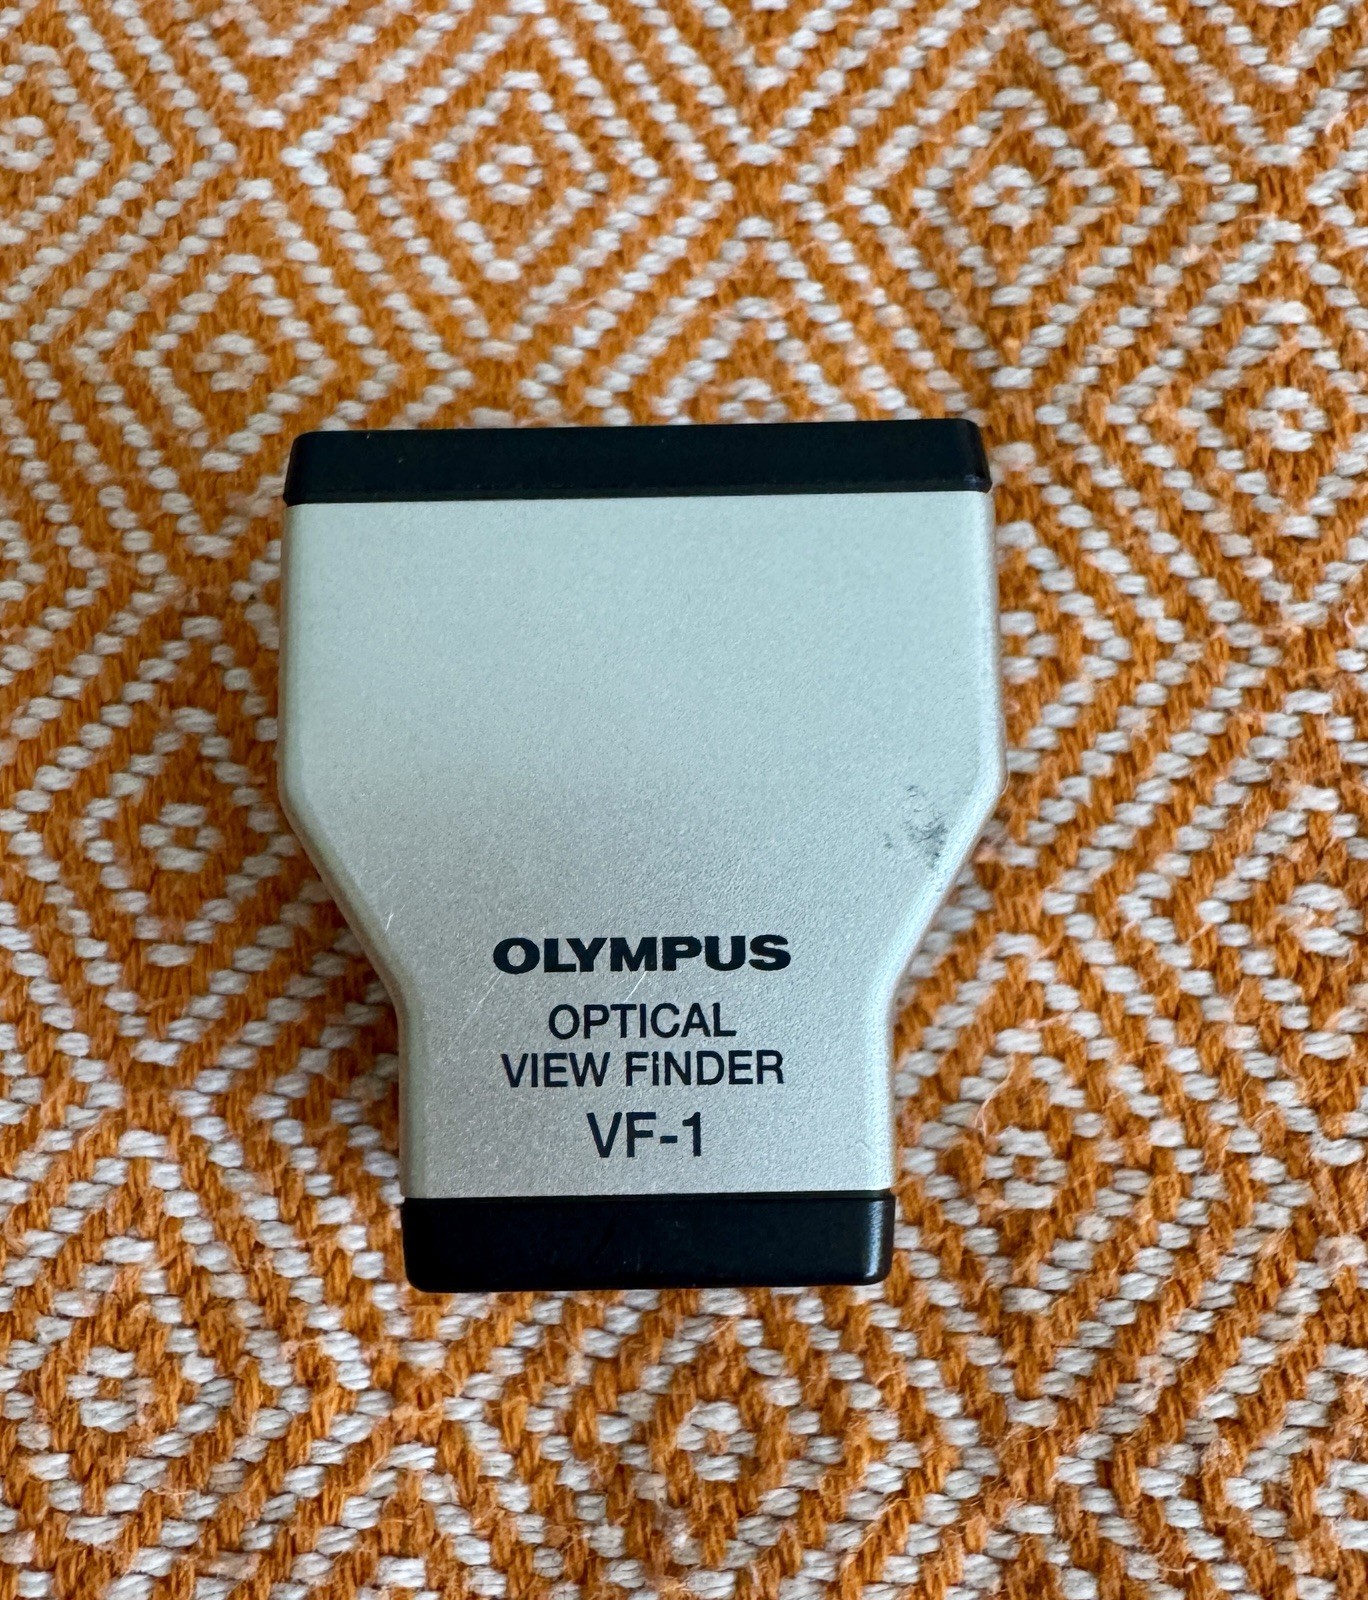 OLYMPUS
OPTICAL
VIEW FINDER
VF-1